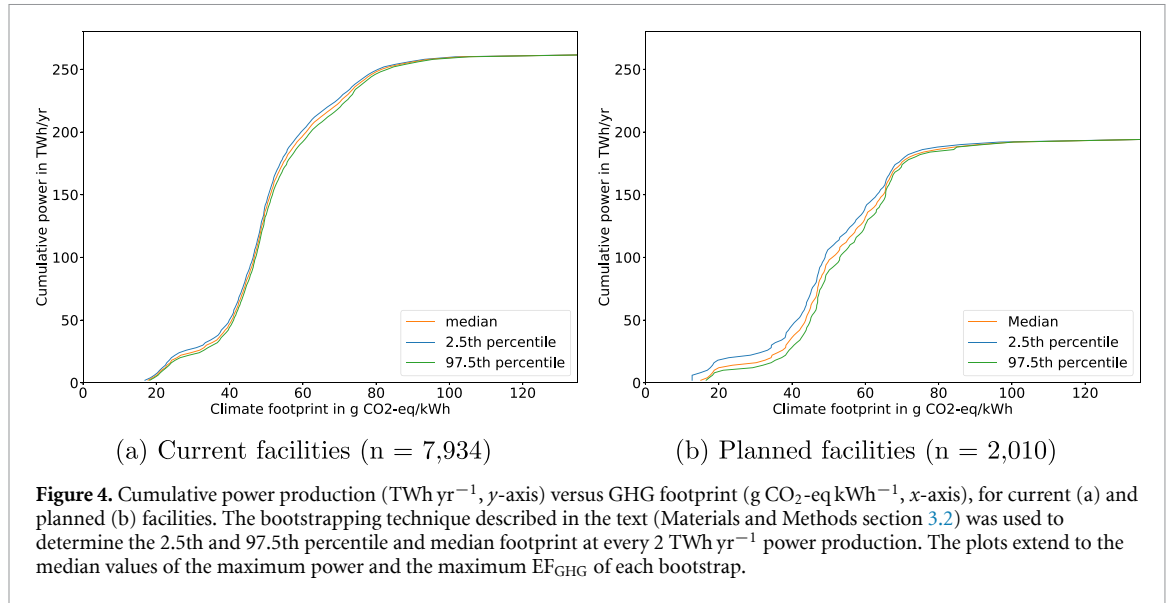 250
200
150
100
50
0
Cumulative power in TWh/yr
median
2.5th percentile
97.5th percentile
0 20 40 60 80 100 120
Climate footprint in g CO2-eq/kWh
(a) Current facilities (n = 7,934)
250
200
150
100
50
0
Cumulative power in TWh/yr
Median
2.5th percentile
97.5th percentile
0 20 40 60 80 100 120
Climate footprint in g CO2-eq/kWh
(b) Planned facilities (n = 2,010)
Figure 4. Cumulative power production (TWh yr⁻¹, y-axis) versus GHG footprint (g CO₂-eq kWh⁻¹, x-axis), for current (a) and
planned (b) facilities. The bootstrapping technique described in the text (Materials and Methods section 3.2) was used to
determine the 2.5th and 97.5th percentile and median footprint at every 2 TWh yr⁻¹ power production. The plots extend to the
median values of the maximum power and the maximum EF_GHG of each bootstrap.